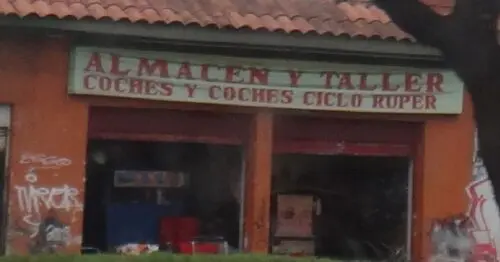 ALMACEN Y TALLER
COCHES Y COCHES CICLO RUPER